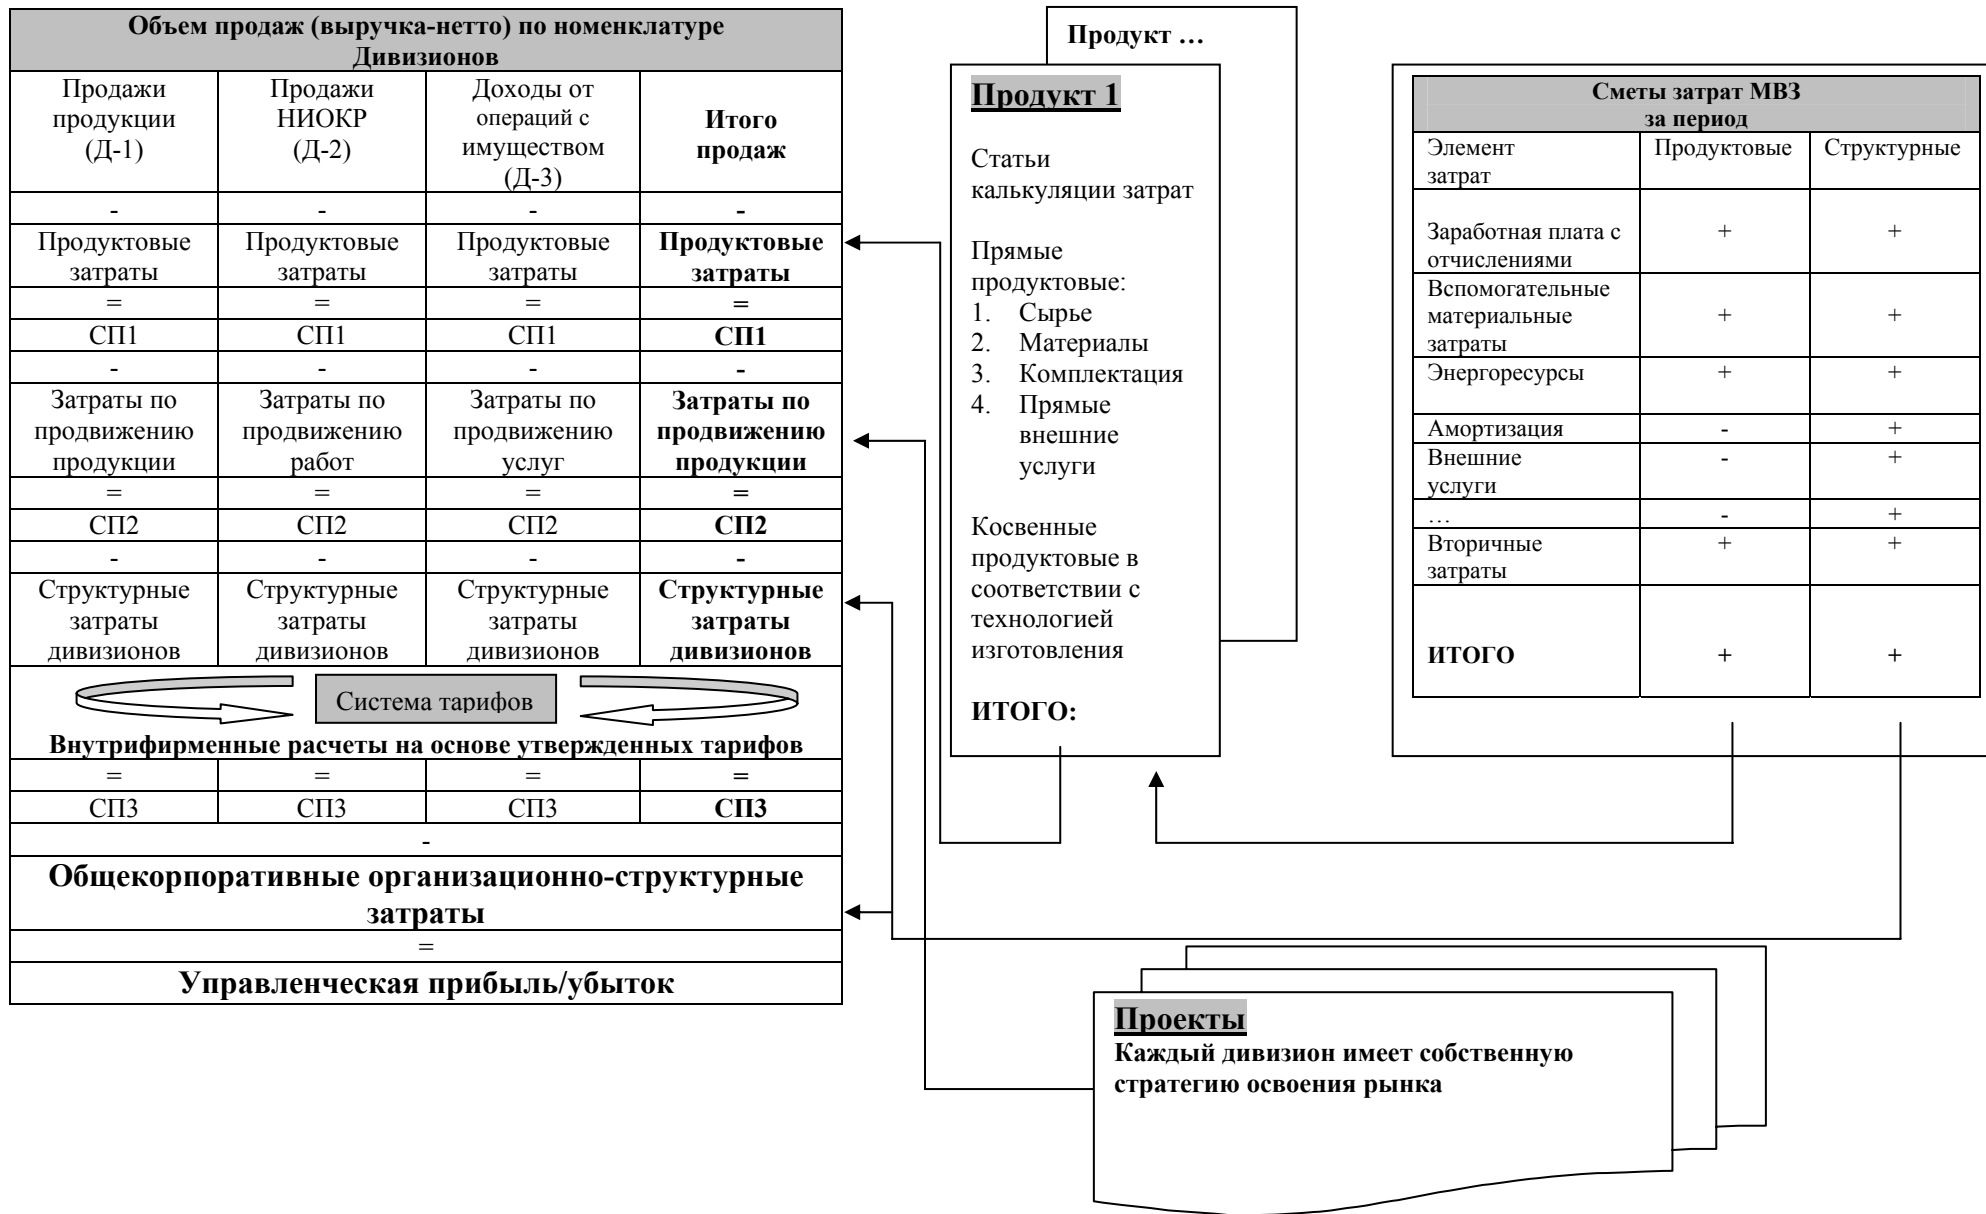 Объем продаж (выручка-нетто) по номенклатуре
Дивизионов
Продажи
продукции
(Д-1)
Продажи
НИОКР
(Д-2)
Доходы от
операций с
имуществом
(Д-3)
Итого
продаж
- - - -
Продуктовые
затраты
Продуктовые
затраты
Продуктовые
затраты
Продуктовые
затраты
= = = =
СП1 СП1 СП1 СП1
- - - -
Затраты по
продвижению
продукции
Затраты по
продвижению
работ
Затраты по
продвижению
услуг
Затраты по
продвижению
продукции
= = = =
СП2 СП2 СП2 СП2
- - - -
Структурные
затраты
дивизионов
Структурные
затраты
дивизионов
Структурные
затраты
дивизионов
Структурные
затраты
дивизионов
Система тарифов
Внутрифирменные расчеты на основе утвержденных тарифов
= = = =
СП3 СП3 СП3 СП3
-
Общекорпоративные организационно-структурные
затраты
=
Управленческая прибыль/убыток
Продукт …
Продукт 1
Статьи
калькуляции затрат
Прямые
продуктовые:
1. Сырье
2. Материалы
3. Комплектация
4. Прямые
внешние
услуги
Косвенные
продуктовые в
соответствии с
технологией
изготовления
ИТОГО:
Сметы затрат МВЗ
за период
Элемент
затрат
Продуктовые
Структурные
Заработная плата с
отчислениями
+ +
Вспомогательные
материальные
затраты
+ +
Энергоресурсы + +
Амортизация - +
Внешние
услуги
- +
… - +
Вторичные
затраты
+ +
ИТОГО + +
Проекты
Каждый дивизион имеет собственную
стратегию освоения рынка